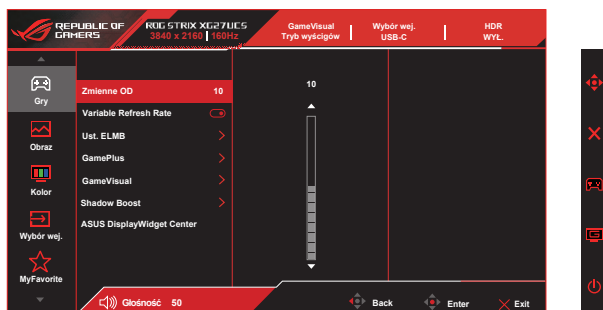 REPUBLIC OF
GAMERS
ROG STRIX XG27UCS
3840 x 2160 160Hz
GameVisual
Tryb wyścigów
Wybór wej.
USB-C
HDR
WYŁ.
Gry
Obraz
Kolor
Wybór wej.
MyFavorite
Zmienne OD 10
Variable Refresh Rate
Ust. ELMB
GamePlus
GameVisual
Shadow Boost
ASUS DisplayWidget Center
10
Głośność 50
Back
Enter
Exit